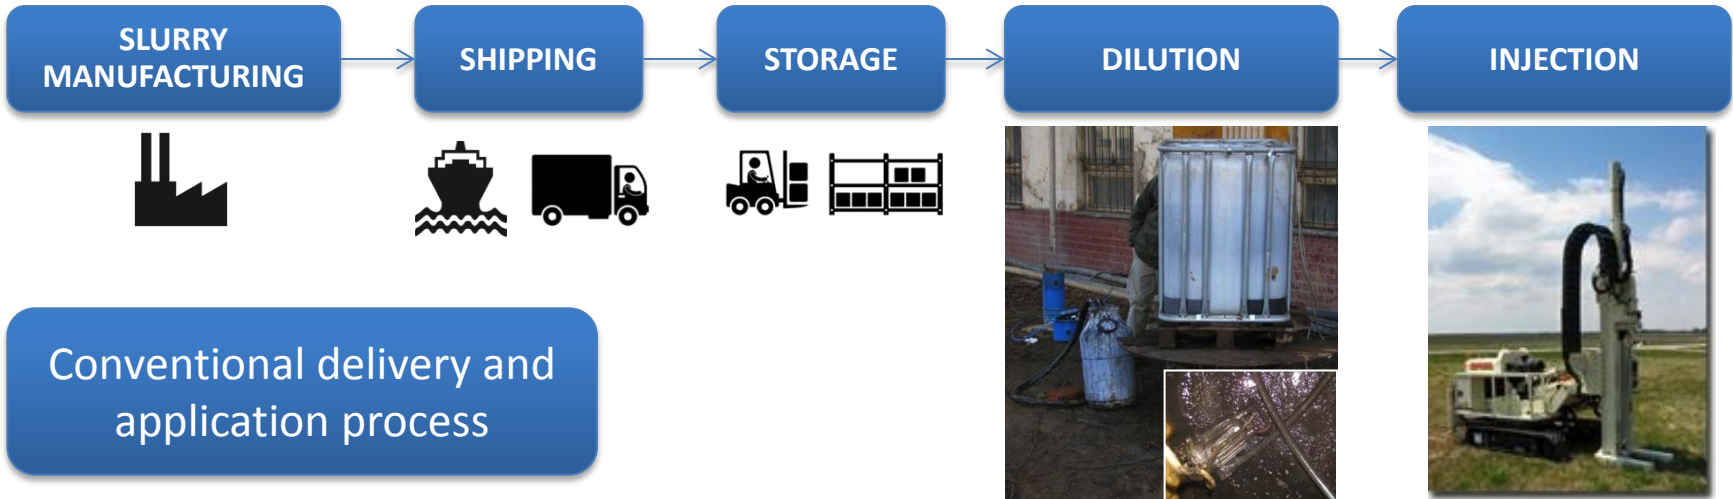 SLURRY
MANUFACTURING
SHIPPING
STORAGE
DILUTION
INJECTION
Conventional delivery and
application process